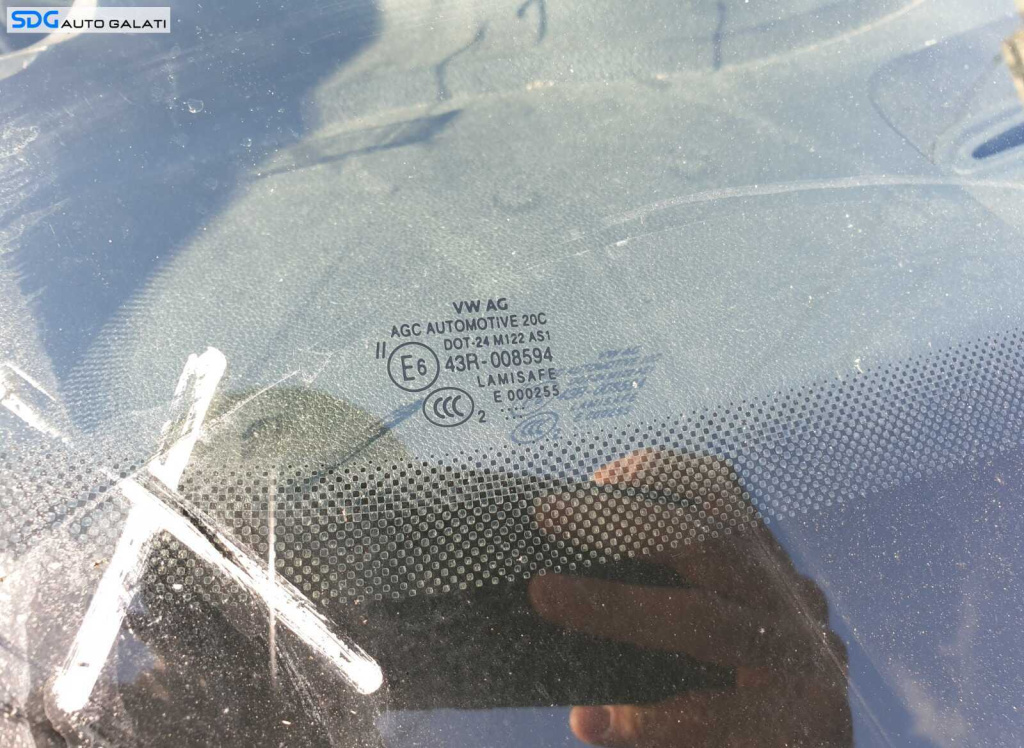 SDG AUTO GALATI
VW AG
AGC AUTOMOTIVE 20C
DOT-24 M122 AS1
II E6 43R-008594
LAMISAFE
E 000255
CCC 2 ....